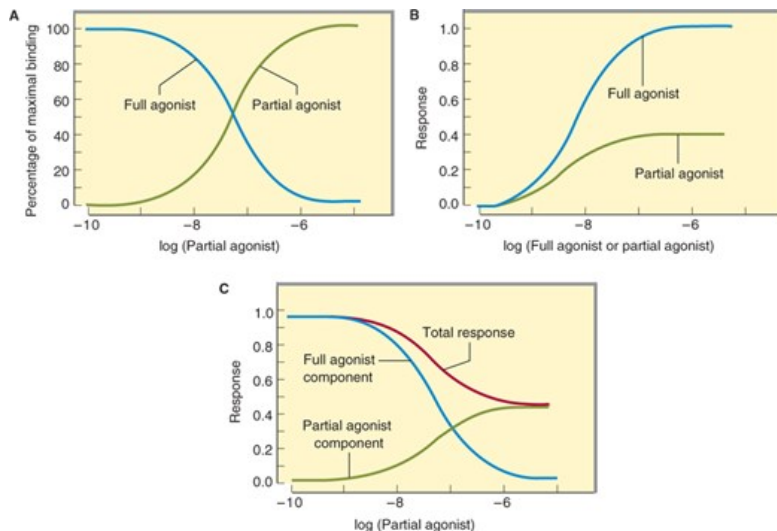 A
Percentage of maximal binding
100
80
60
40
20
0
Full agonist
Partial agonist
−10
−8
−6
log (Partial agonist)
B
Response
1.0
0.8
0.6
0.4
0.2
0.0
Full agonist
Partial agonist
−10
−8
−6
log (Full agonist or partial agonist)
C
Response
1.0
0.8
0.6
0.4
0.2
0.0
Total response
Full agonist
component
Partial agonist
component
−10
−8
−6
log (Partial agonist)